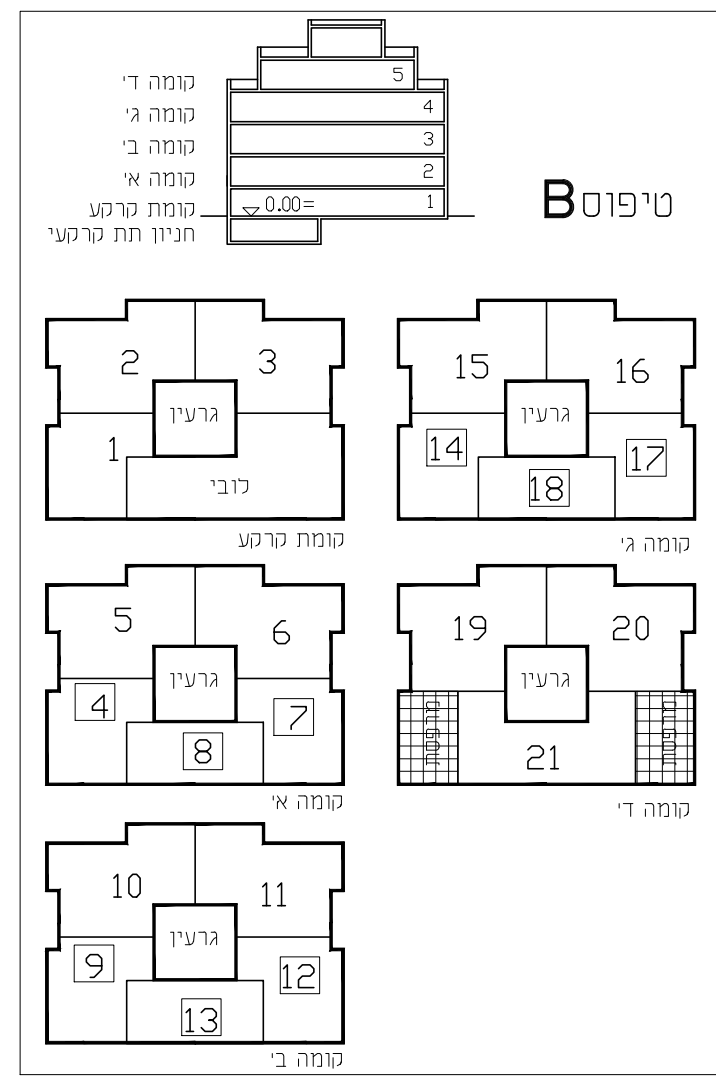 טיפוס B
קומה ד' 5
קומה ג' 4
קומה ב' 3
קומה א' 2
קומת קרקע 0.00= 1
חניון תת קרקעי
2 3
גרעין
1
לובי
קומת קרקע
15 16
גרעין
14 17
18
קומה ג'
5 6
גרעין
4 7
8
קומה א'
19 20
גרעין
מרפסת מרפסת
21
קומה ד'
10 11
גרעין
9 12
13
קומה ב'